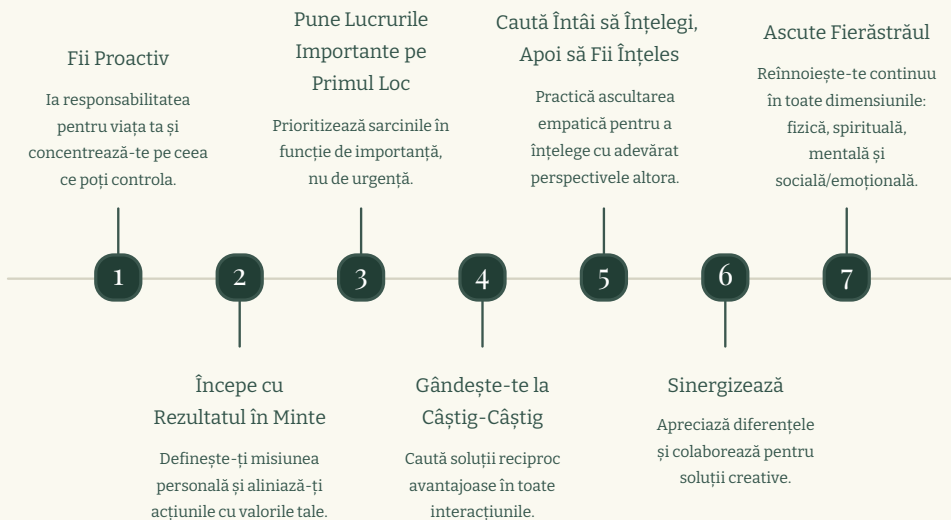 Fii Proactiv
Ia responsabilitatea
pentru viața ta și
concentrează-te pe ceea
ce poți controla.
1
2
Începe cu
Rezultatul în Minte
Definește-ți misiunea
personală și aliniază-ți
acțiunile cu valorile tale.
Pune Lucrurile
Importante pe
Primul Loc
Prioritizează sarcinile în
funcție de importanță,
nu de urgență.
3
4
Gândește-te la
Câștig-Câștig
Caută soluții reciproc
avantajoase în toate
interacțiunile.
Caută Întâi să Înțelegi,
Apoi să Fii Înțeles
Practică ascultarea
empatică pentru a
înțelege cu adevărat
perspectivele altora.
5
6
Sinergizează
Apreciază diferențele
și colaborează pentru
soluții creative.
Ascute Fierăstrăul
Reînnoiește-te continuu
în toate dimensiunile:
fizică, spirituală,
mentală și
socială/emoțională.
7